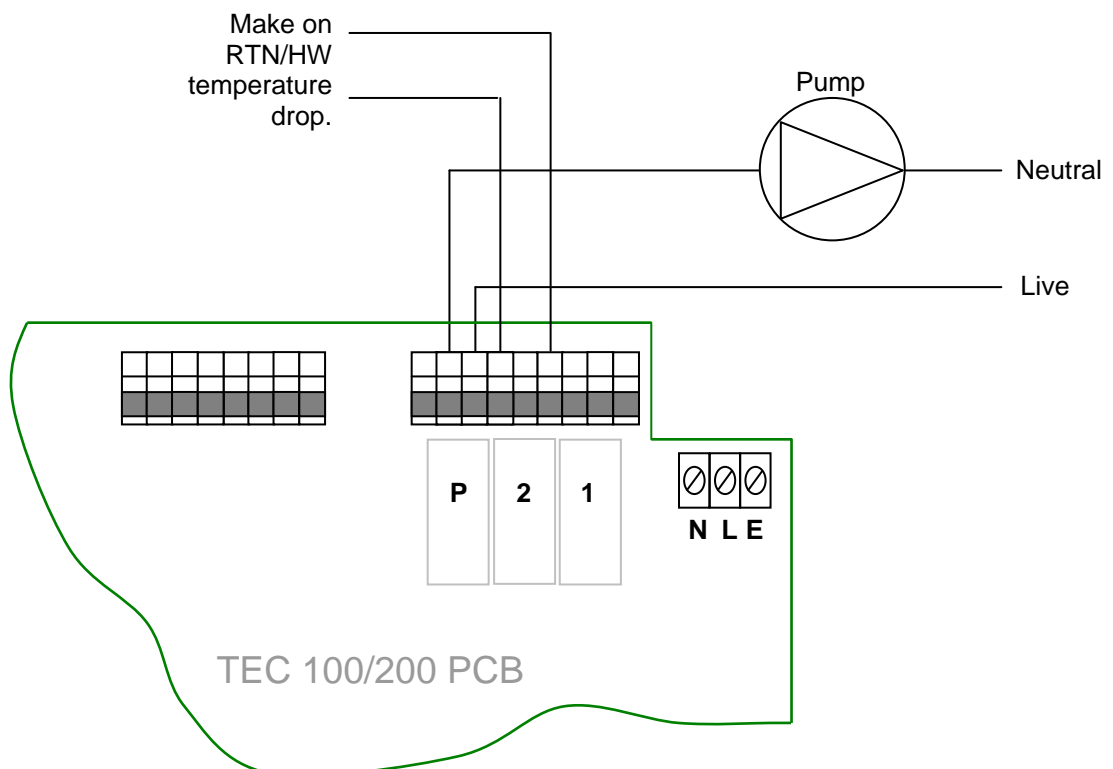 Make on
RTN/HW
temperature
drop.
Pump
Neutral
Live
P 2 1
N L E
TEC 100/200 PCB